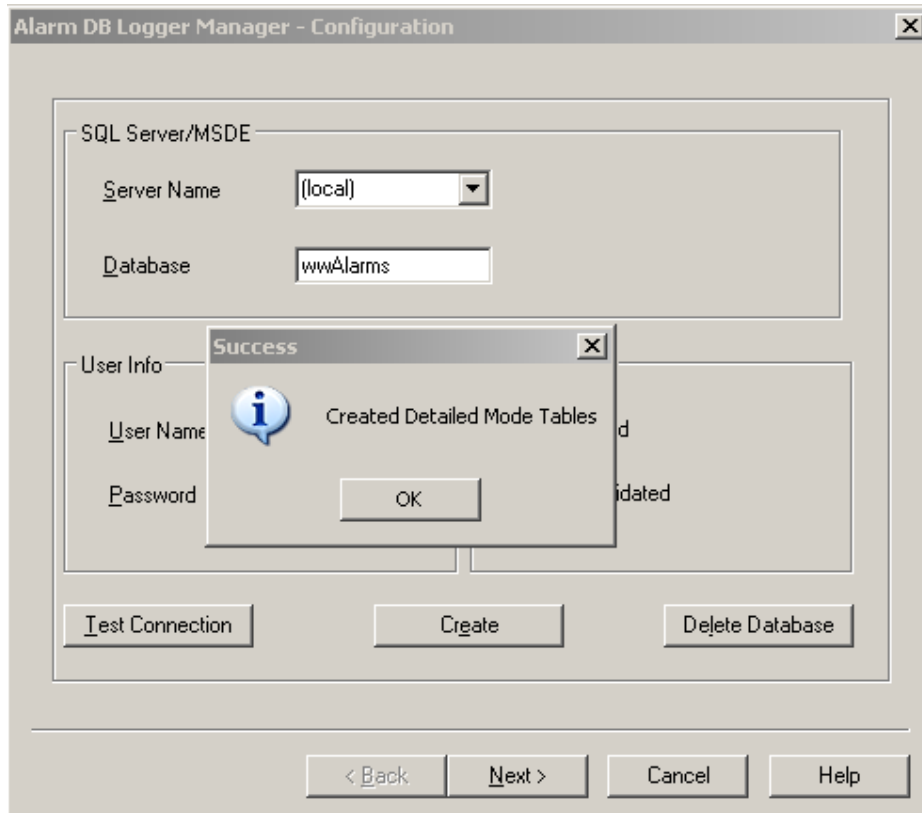 Alarm DB Logger Manager - Configuration
SQL Server/MSDE
Server Name
(local)
Database
wwAlarms
Success
Created Detailed Mode Tables
OK
User Info
User Name
Password
d
idated
Test Connection
Create
Delete Database
< Back
Next >
Cancel
Help